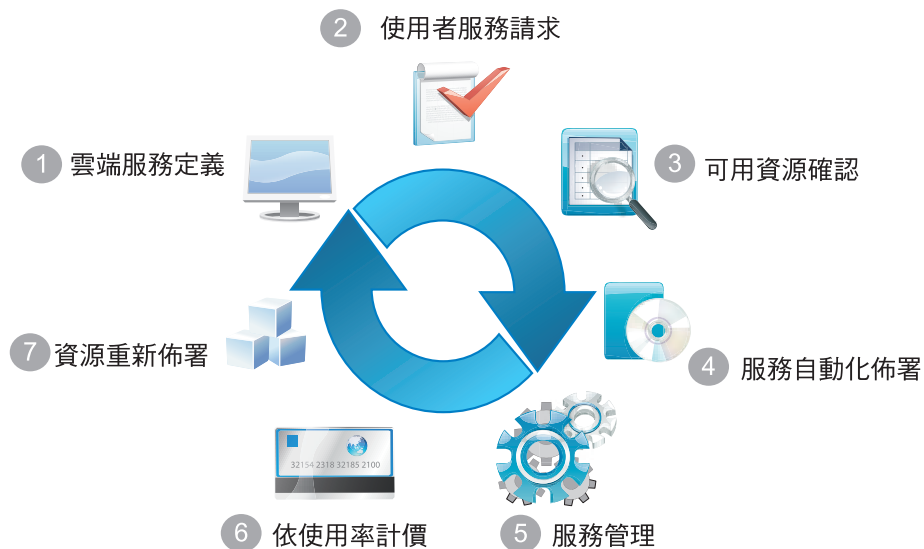 1 雲端服務定義
2 使用者服務請求
3 可用資源確認
4 服務自動化佈署
5 服務管理
6 依使用率計價
32154 2318 32185 2100
7 資源重新佈署